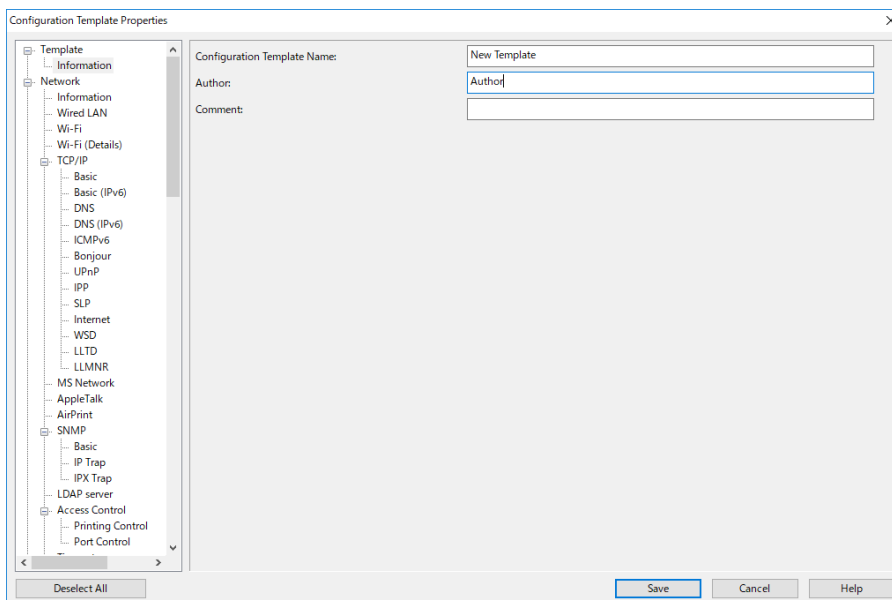 Configuration Template Properties
Template
Information
Network
Information
Wired LAN
Wi-Fi
Wi-Fi (Details)
TCP/IP
Basic
Basic (IPv6)
DNS
DNS (IPv6)
ICMPv6
Bonjour
UPnP
IPP
SLP
Internet
WSD
LLTD
LLMNR
MS Network
AppleTalk
AirPrint
SNMP
Basic
IP Trap
IPX Trap
LDAP server
Access Control
Printing Control
Port Control
Configuration Template Name: New Template
Author: Author
Comment:
Deselect All Save Cancel Help